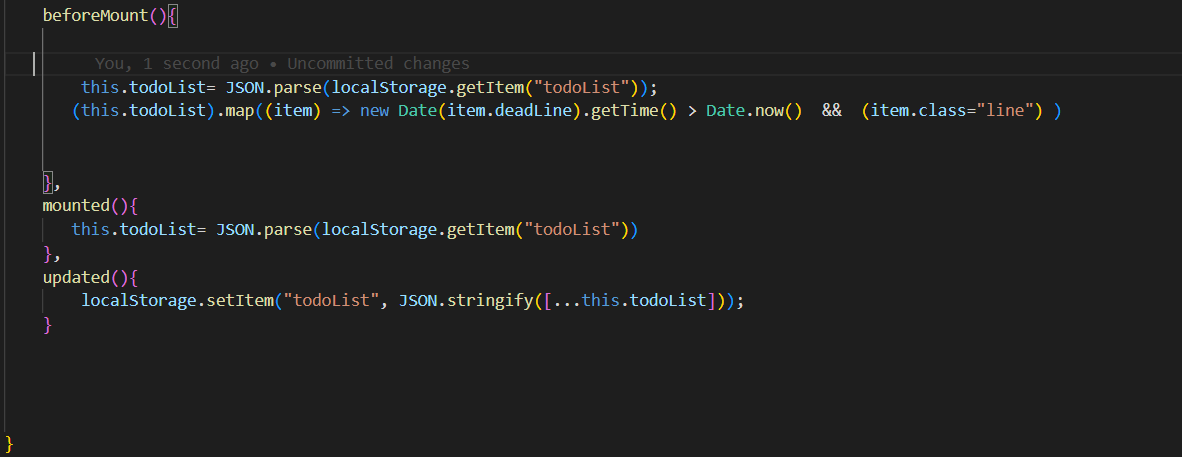 beforeMount(){
You, 1 second ago • Uncommitted changes
this.todoList= JSON.parse(localStorage.getItem("todoList"));
(this.todoList).map((item) => new Date(item.deadLine).getTime() > Date.now()  &&  (item.class="line") )
},
mounted(){
this.todoList= JSON.parse(localStorage.getItem("todoList"))
},
updated(){
localStorage.setItem("todoList", JSON.stringify([...this.todoList]));
}
}